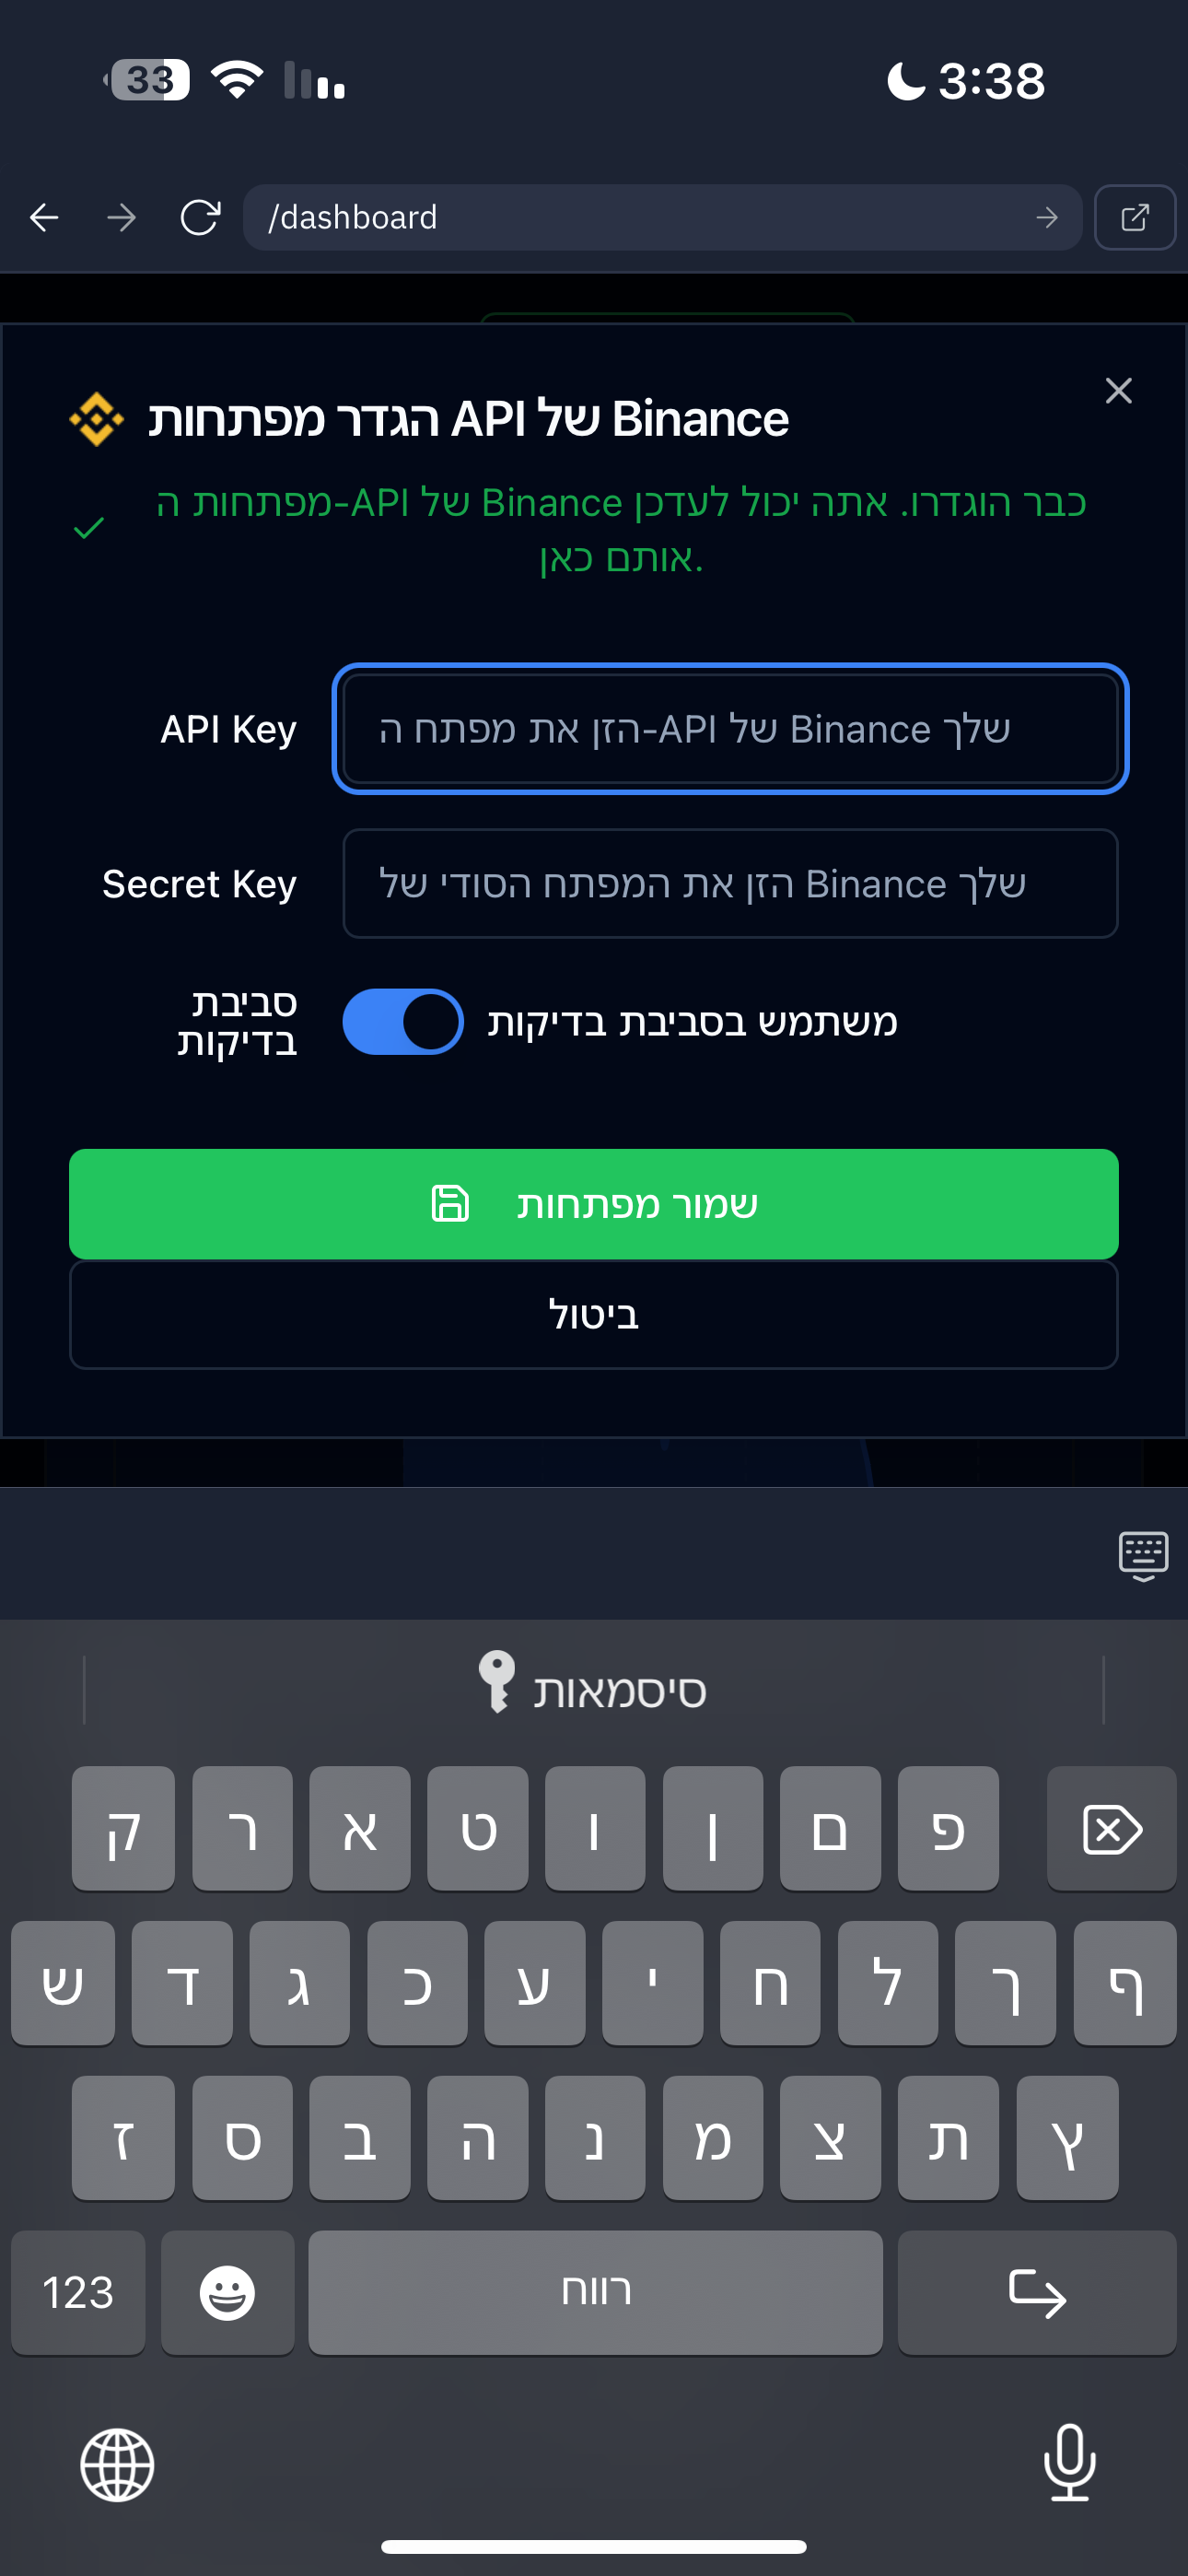 33
3:38
/dashboard
הגדר מפתחות API של Binance
מפתחות ה-API של Binance כבר הוגדרו. אתה יכול לעדכן
אותם כאן.
API Key
הזן את מפתח ה-API של Binance שלך
Secret Key
הזן את המפתח הסודי של Binance שלך
סביבת
בדיקות
משתמש בסביבת בדיקות
שמור מפתחות
ביטול
סיסמאות
ק ר א ט ו ן ם פ
ש ד ג כ ע י ח ל ך ף
ז ס ב ה נ מ צ ת ץ
123
רווח